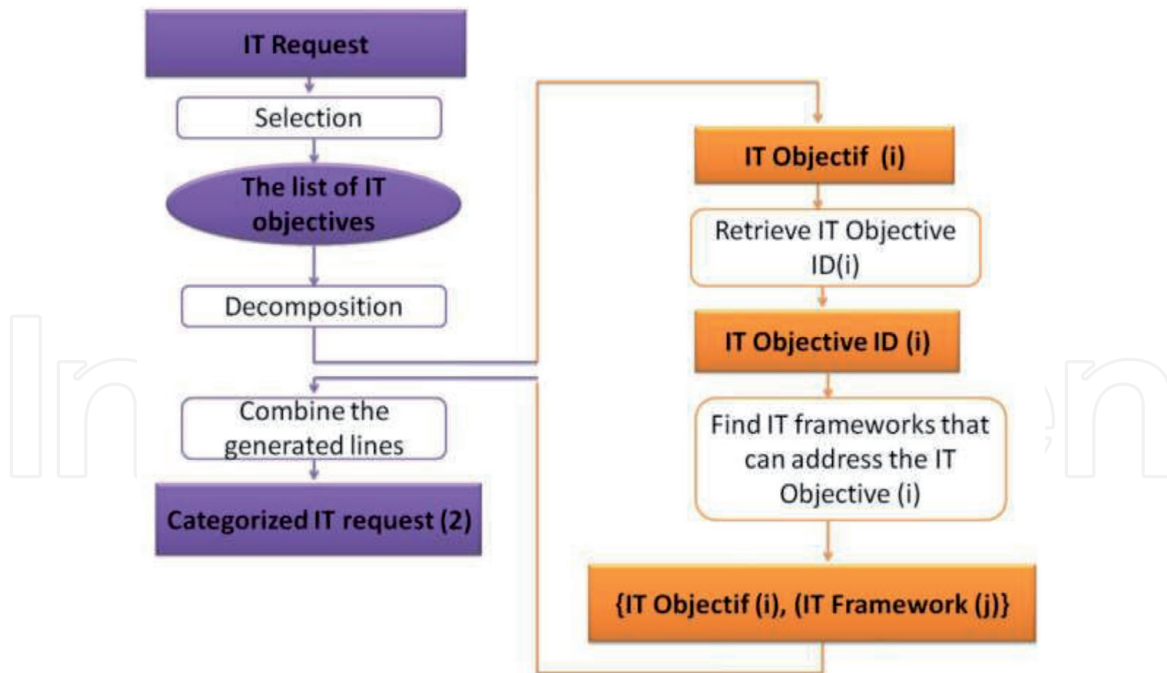 IT Request
Selection
The list of IT
objectives
Decomposition
Combine the
generated lines
Categorized IT request (2)
IT Objectif (i)
Retrieve IT Objective
ID(i)
IT Objective ID (i)
Find IT frameworks that
can address the IT
Objective (i)
{IT Objectif (i), (IT Framework (j)}